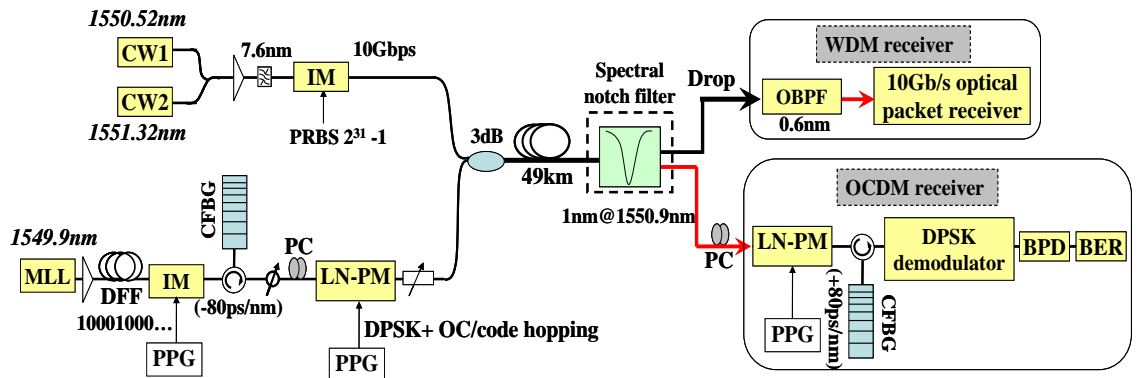 1550.52nm
CW1
CW2
1551.32nm
7.6nm
IM
10Gbps
PRBS 2³¹ -1
3dB
49km
Spectral
notch filter
1nm@1550.9nm
Drop
WDM receiver
OBPF
0.6nm
10Gb/s optical
packet receiver
1549.9nm
MLL
DFF
IM
10001000…
PPG
CFBG
(-80ps/nm)
PC
LN-PM
DPSK+ OC/code hopping
PPG
PC
OCDM receiver
LN-PM
PPG
(+80ps/nm)
CFBG
DPSK
demodulator
BPD
BER